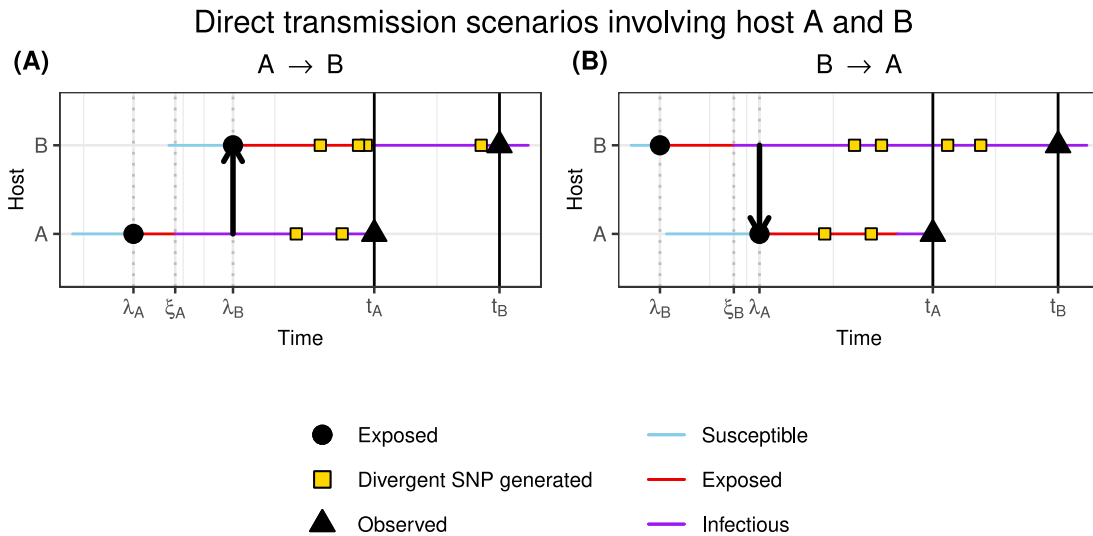 Direct transmission scenarios involving host A and B
(A)
A → B
Host
B
A
λA ξA λB tA tB
Time
(B)
B → A
Host
B
A
λB ξB λA tA tB
Time
Exposed
Divergent SNP generated
Observed
Susceptible
Exposed
Infectious